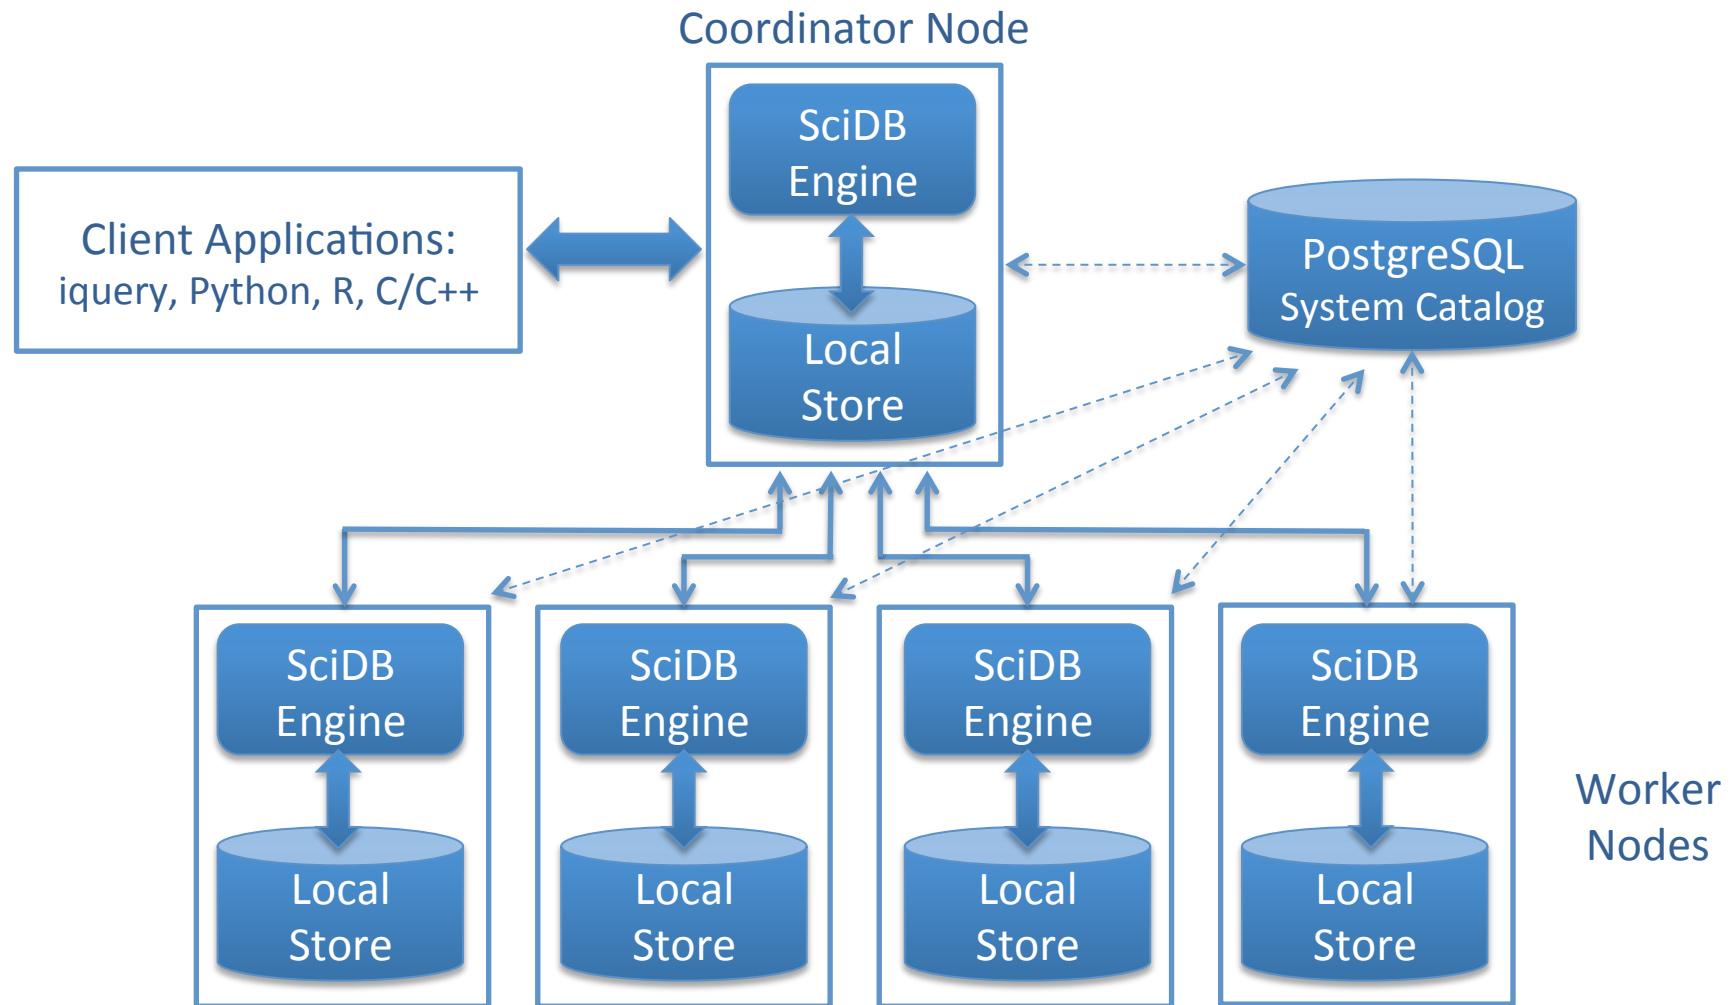 Coordinator Node
SciDB
Engine
Local
Store
Client Applications:
iquery, Python, R, C/C++
PostgreSQL
System Catalog
SciDB
Engine
Local
Store
SciDB
Engine
Local
Store
SciDB
Engine
Local
Store
SciDB
Engine
Local
Store
Worker
Nodes